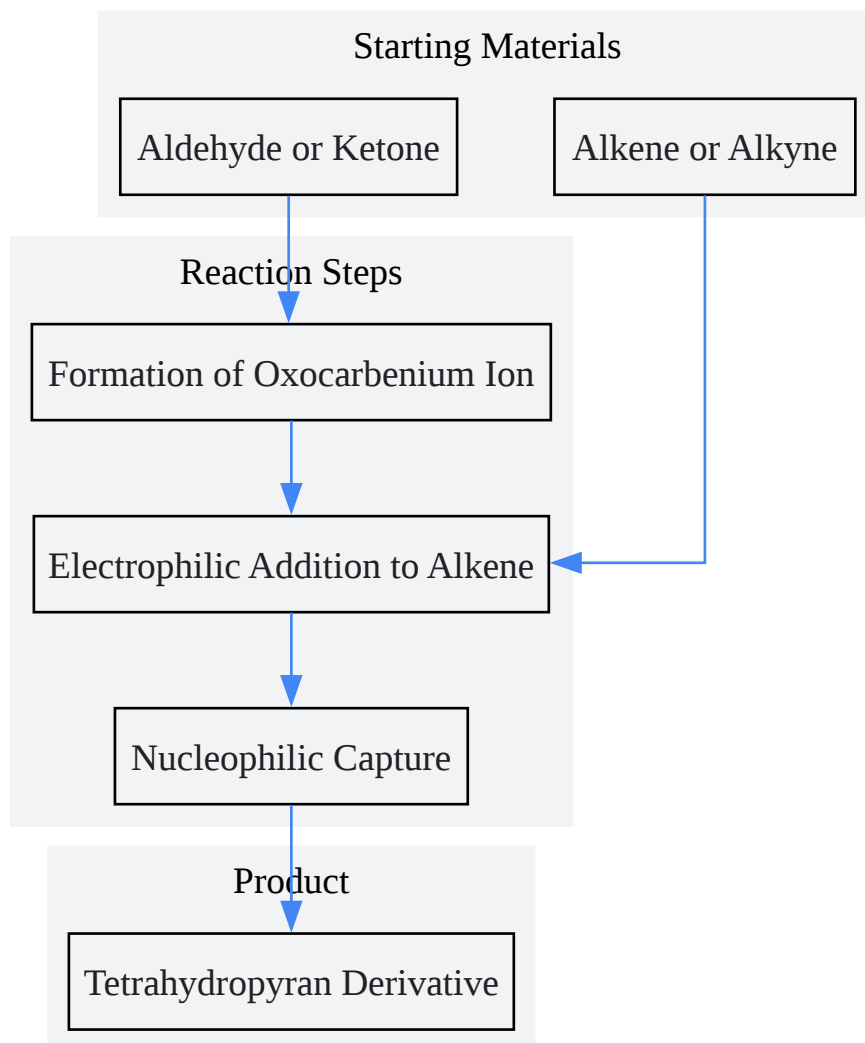 Starting Materials
Aldehyde or Ketone
Alkene or Alkyne
Reaction Steps
Formation of Oxocarbenium Ion
Electrophilic Addition to Alkene
Nucleophilic Capture
Product
Tetrahydropyran Derivative